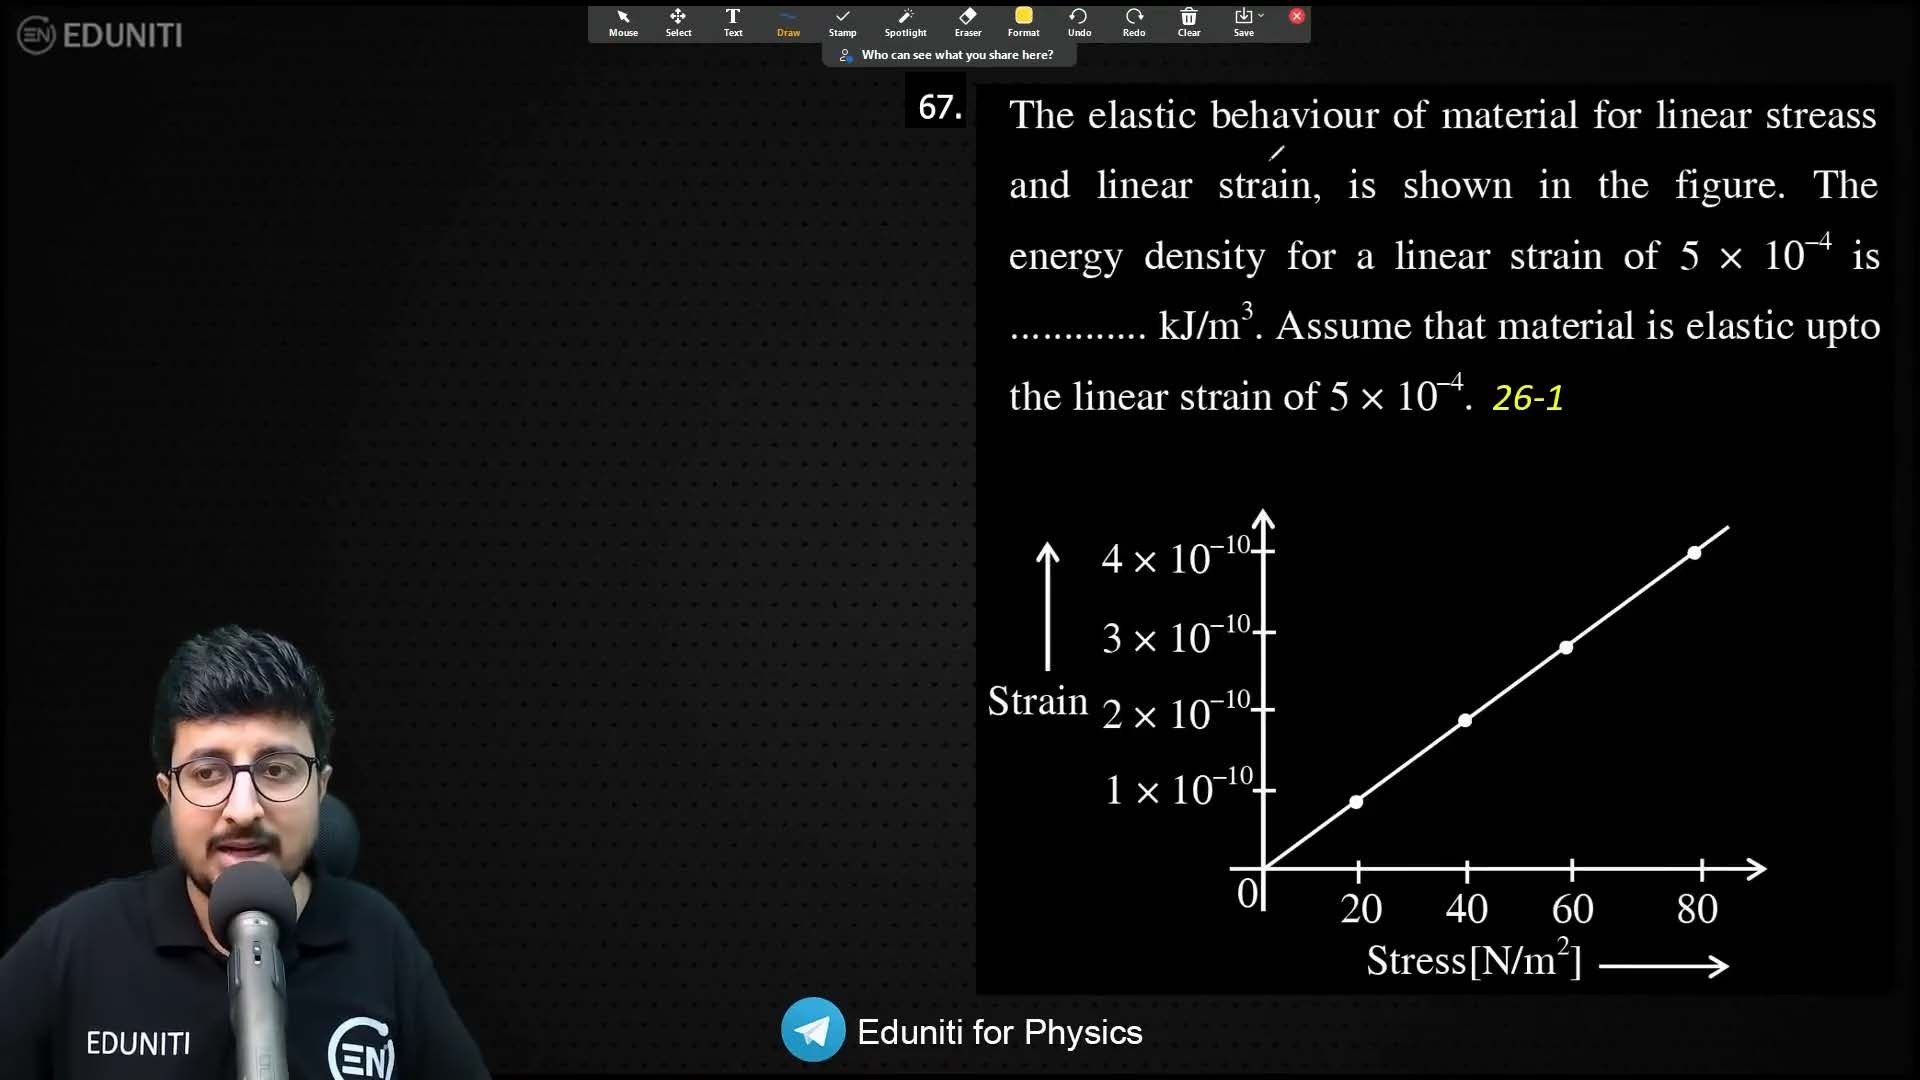 EN EDUNITI
Mouse Select Text Draw Stamp Spotlight Eraser Format Undo Redo Clear Save
Who can see what you share here?
67.
The elastic behaviour of material for linear streass
and linear strain, is shown in the figure. The
energy density for a linear strain of 5 × 10⁻⁴ is
............. kJ/m³. Assume that material is elastic upto
the linear strain of 5 × 10⁻⁴. 26-1
4 × 10⁻¹⁰
3 × 10⁻¹⁰
Strain
2 × 10⁻¹⁰
1 × 10⁻¹⁰
0
20 40 60 80
Stress[N/m²]
EDUNITI
EN
Eduniti for Physics